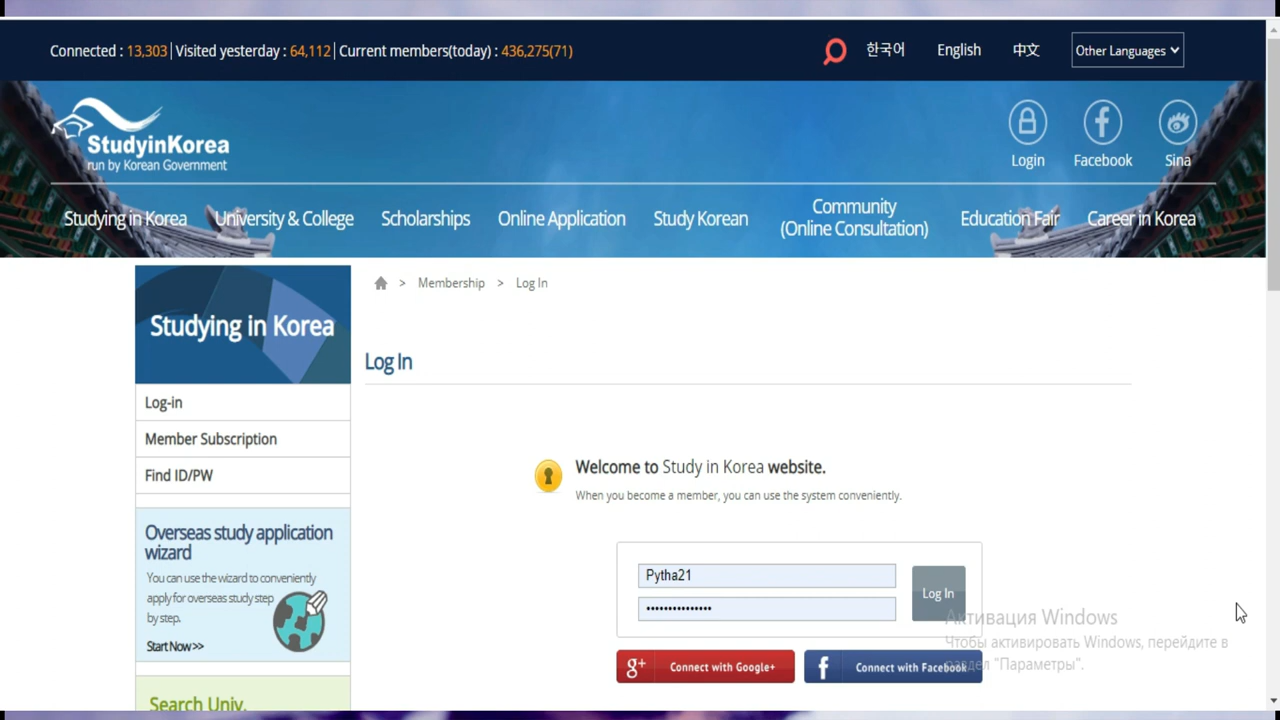 Connected : 13,303 | Visited yesterday : 64,112 | Current members(today) : 436,275(71)
한국어 English 中文 Other Languages
StudyinKorea
run by Korean Government
Login Facebook Sina
Studying in Korea University & College Scholarships Online Application Study Korean Community (Online Consultation) Education Fair Career in Korea
> Membership > Log In
Studying in Korea
Log In
Log-in
Member Subscription
Find ID/PW
Welcome to Study in Korea website.
When you become a member, you can use the system conveniently.
Overseas study application
wizard
You can use the wizard to conveniently
apply for overseas study step
by step.
Start Now >>
Pytha21
•••••••••••••••
Log In
g+ Connect with Google+
f Connect with Facebook
Активация Windows
Чтобы активировать Windows, перейдите в
раздел "Параметры".
Search Univ.